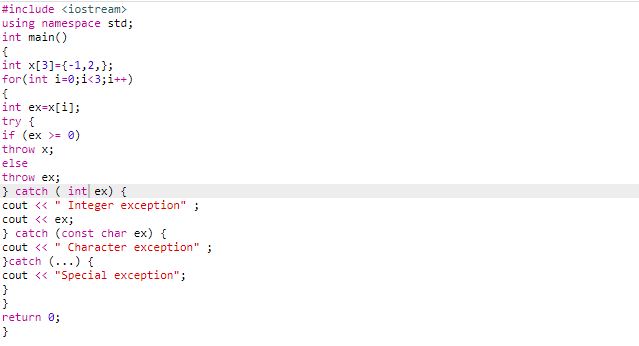 #include <iostream>
using namespace std;
int main()
{
int x[3]={-1,2,};
for(int i=0;i<3;i++)
{
int ex=x[i];
try {
if (ex >= 0)
throw x;
else
throw ex;
} catch ( int ex) {
cout << " Integer exception" ;
cout << ex;
} catch (const char ex) {
cout << " Character exception" ;
}catch (...) {
cout << "Special exception";
}
}
return 0;
}